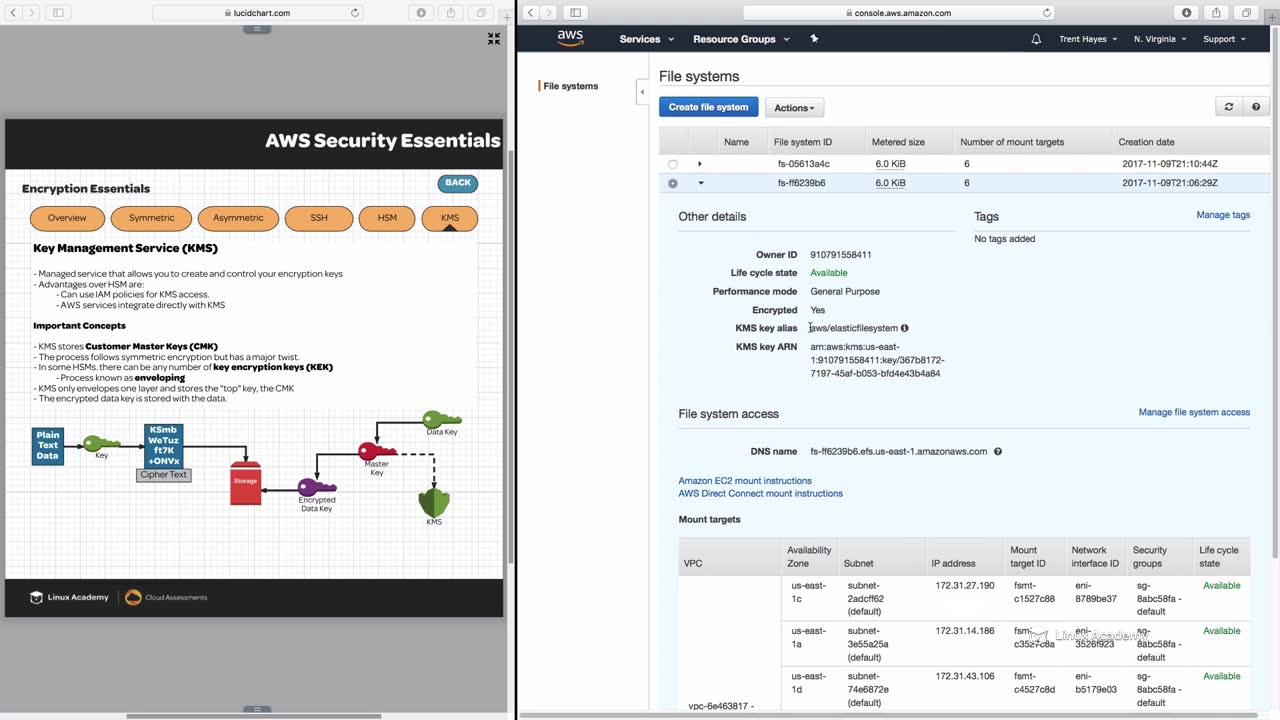 lucidchart.com
console.aws.amazon.com
aws
Services
Resource Groups
Trent Hayes
N. Virginia
Support
AWS Security Essentials
Encryption Essentials
BACK
Overview
Symmetric
Asymmetric
SSH
HSM
KMS
Key Management Service (KMS)
- Managed service that allows you to create and control your encryption keys
- Advantages over HSM are:
- Can use IAM policies for KMS access.
- AWS services integrate directly with KMS
Important Concepts
- KMS stores Customer Master Keys (CMK)
- The process follows symmetric encryption but has a major twist.
- In some HSMs. there can be any number of key encryption keys (KEK)
- Process known as enveloping
- KMS only envelopes one layer and stores the "top" key, the CMK
- The encrypted data key is stored with the data.
Plain
Text
Data
Key
KSmb
WeTuz
ft7K
+ONVx
Cipher Text
Storage
Encrypted
Data Key
Master
Key
Data Key
KMS
Linux Academy
Cloud Assessments
File systems
File systems
Create file system
Actions
Name
File system ID
Metered size
Number of mount targets
Creation date
fs-05613a4c
6.0 KiB
6
2017-11-09T21:10:44Z
fs-ff6239b6
6.0 KiB
6
2017-11-09T21:06:29Z
Other details
Tags
Manage tags
No tags added
Owner ID
910791558411
Life cycle state
Available
Performance mode
General Purpose
Encrypted
Yes
KMS key alias
aws/elasticfilesystem
KMS key ARN
arn:aws:kms:us-east-
1:910791558411:key/367b8172-
7197-45af-b053-bfd4e43b4a84
File system access
Manage file system access
DNS name
fs-ff6239b6.efs.us-east-1.amazonaws.com
Amazon EC2 mount instructions
AWS Direct Connect mount instructions
Mount targets
VPC
Availability
Zone
Subnet
IP address
Mount
target ID
Network
interface ID
Security
groups
Life cycle
state
us-east-
1c
subnet-
2adcff62
(default)
172.31.27.190
fsmt-
c1527c88
eni-
8789be37
sg-
8abc58fa -
default
Available
us-east-
1a
subnet-
3e55a25a
(default)
172.31.14.186
fsmt-
c3527c8a
eni-
3526f923
sg-
8abc58fa -
default
Available
Linux Academy
us-east-
1d
subnet-
74e6872e
(default)
172.31.43.106
fsmt-
c4527c8d
eni-
b5179e03
sg-
8abc58fa -
default
Available
vpc-6e463817 -